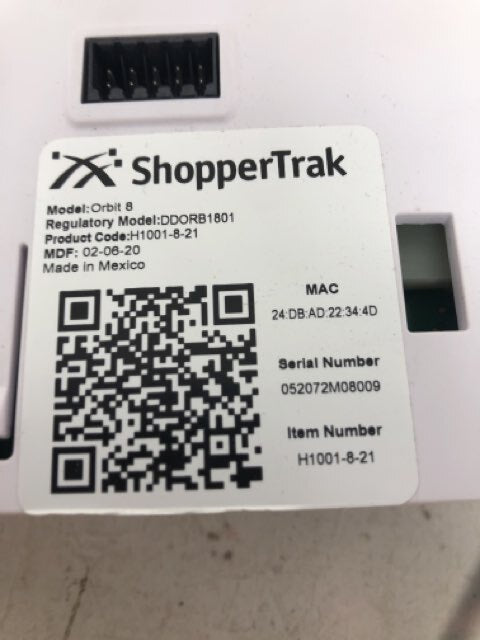 ShopperTrak
Model:Orbit 8
Regulatory Model:DDORB1801
Product Code:H1001-8-21
MDF: 02-06-20
Made in Mexico
MAC
24:DB:AD:22:34:4D
Serial Number
052072M08009
Item Number
H1001-8-21